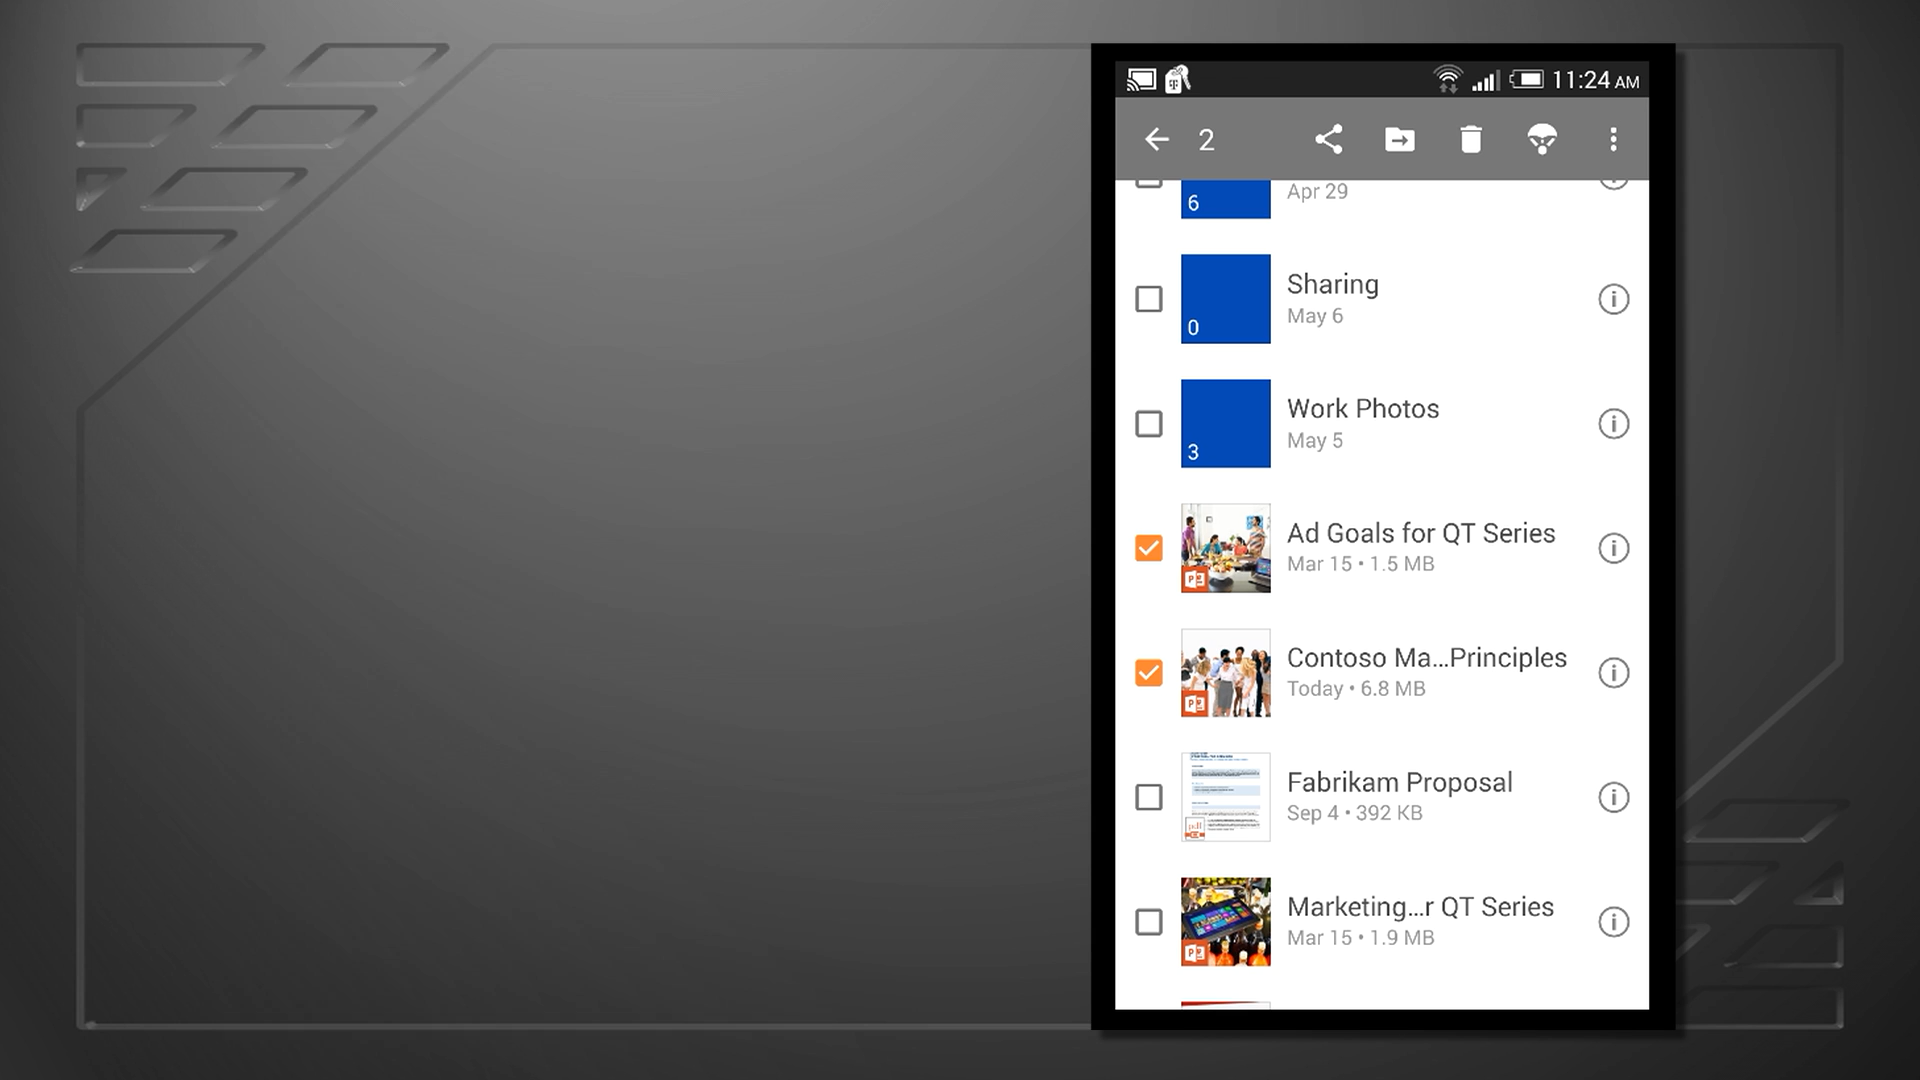 11:24 AM
2
6
Apr 29
Sharing
May 6
0
Work Photos
May 5
3
Ad Goals for QT Series
Mar 15 • 1.5 MB
Contoso Ma...Principles
Today • 6.8 MB
Fabrikam Proposal
Sep 4 • 392 KB
pdf
Marketing...r QT Series
Mar 15 • 1.9 MB